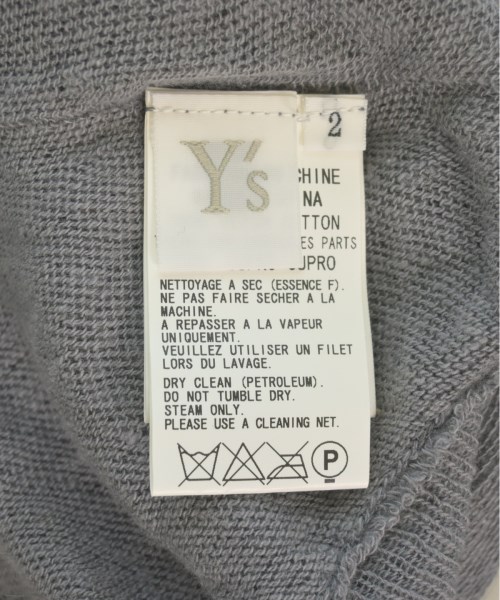 Y's
2
CHINE
NA
TTON
ES PARTS
CUPRO
NETTOYAGE A SEC (ESSENCE F).
NE PAS FAIRE SECHER A LA
MACHINE.
A REPASSER A LA VAPEUR
UNIQUEMENT.
VEUILLEZ UTILISER UN FILET
LORS DU LAVAGE.
DRY CLEAN (PETROLEUM).
DO NOT TUMBLE DRY.
STEAM ONLY.
PLEASE USE A CLEANING NET.
P